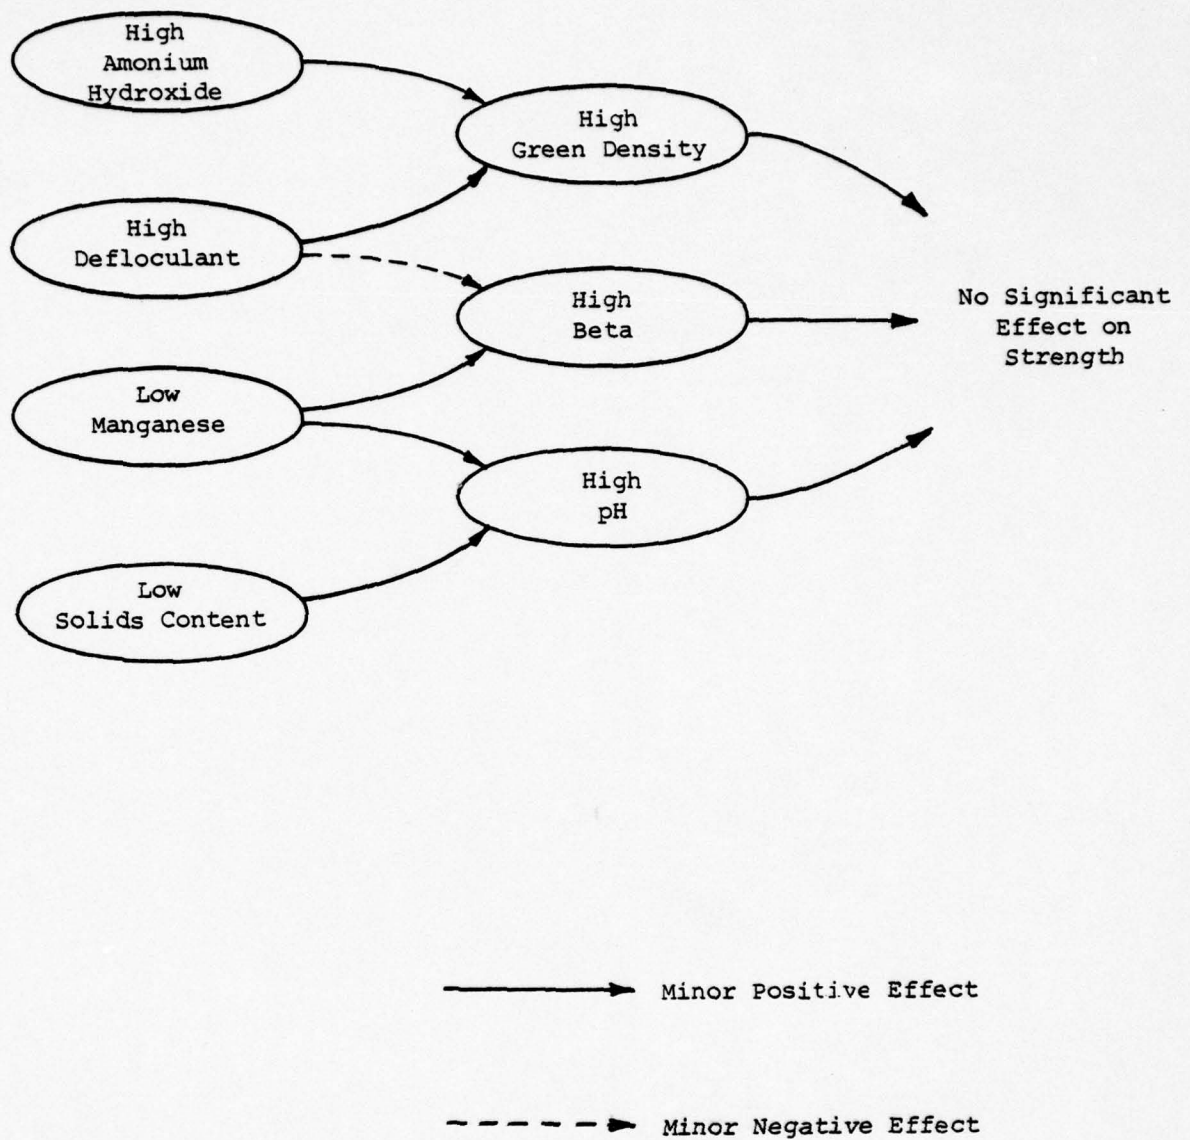 High
Amonium
Hydroxide
High
Green Density
High
Defloculant
High
Beta
No Significant
Effect on
Strength
Low
Manganese
High
pH
Low
Solids Content
Minor Positive Effect
Minor Negative Effect